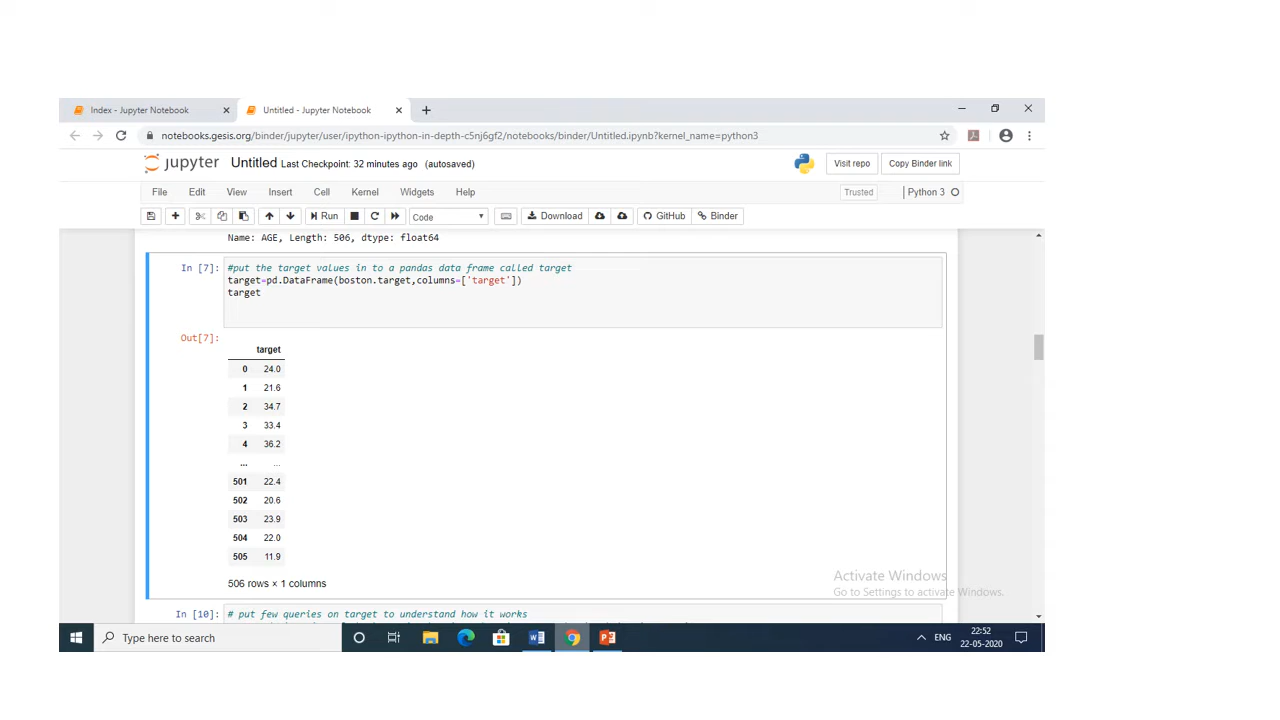 Index - Jupyter Notebook
Untitled - Jupyter Notebook
notebooks.gesis.org/binder/jupyter/user/ipython-ipython-in-depth-c5nj6gf2/notebooks/binder/Untitled.ipynb?kernel_name=python3
jupyter Untitled Last Checkpoint: 32 minutes ago (autosaved) Visit repo Copy Binder link
File Edit View Insert Cell Kernel Widgets Help Trusted Python 3
Run Code Download GitHub Binder
Name: AGE, Length: 506, dtype: float64
In [7]: #put the target values in to a pandas data frame called target
target=pd.DataFrame(boston.target,columns=['target'])
target
Out[7]:
target
0 24.0
1 21.6
2 34.7
3 33.4
4 36.2
... ...
501 22.4
502 20.6
503 23.9
504 22.0
505 11.9
506 rows × 1 columns
Activate Windows
Go to Settings to activate Windows.
In [10]: # put few queries on target to understand how it works
Type here to search
ENG
22:52
22-05-2020